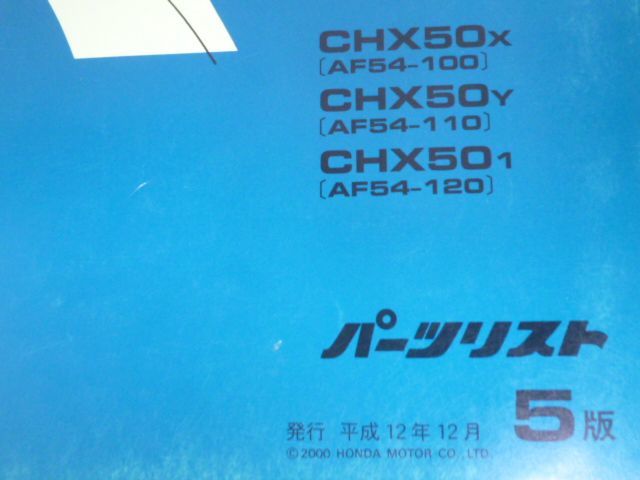 CHX50X
[AF54-100]
CHX50Y
[AF54-110]
CHX501
[AF54-120]
パーツリスト
発行 平成12年12月 5版
©2000 HONDA MOTOR CO., LTD.